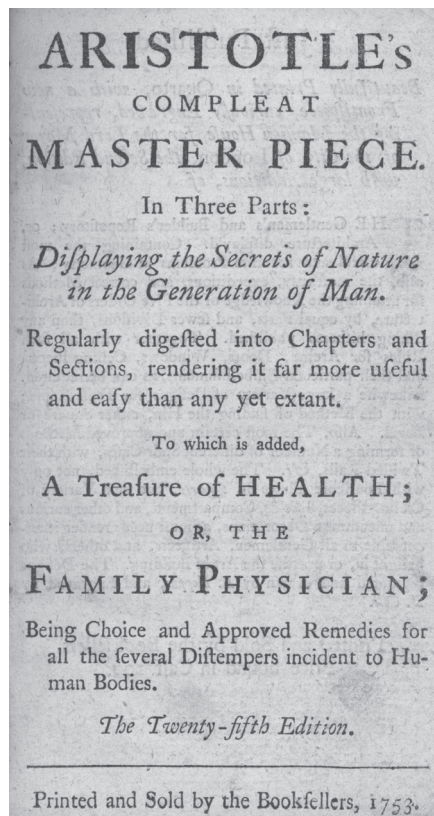 ARISTOTLE's
COMPLEAT
MASTER PIECE.
In Three Parts:
Diſplaying the Secrets of Nature
in the Generation of Man.
Regularly digeſted into Chapters and
Sections, rendering it far more uſeful
and eaſy than any yet extant.
To which is added,
A Treaſure of HEALTH;
OR, THE
FAMILY PHYSICIAN;
Being Choice and Approved Remedies for
all the ſeveral Diſtempers incident to Hu-
man Bodies.
The Twenty-fifth Edition.
Printed and Sold by the Bookſellers, 1753.